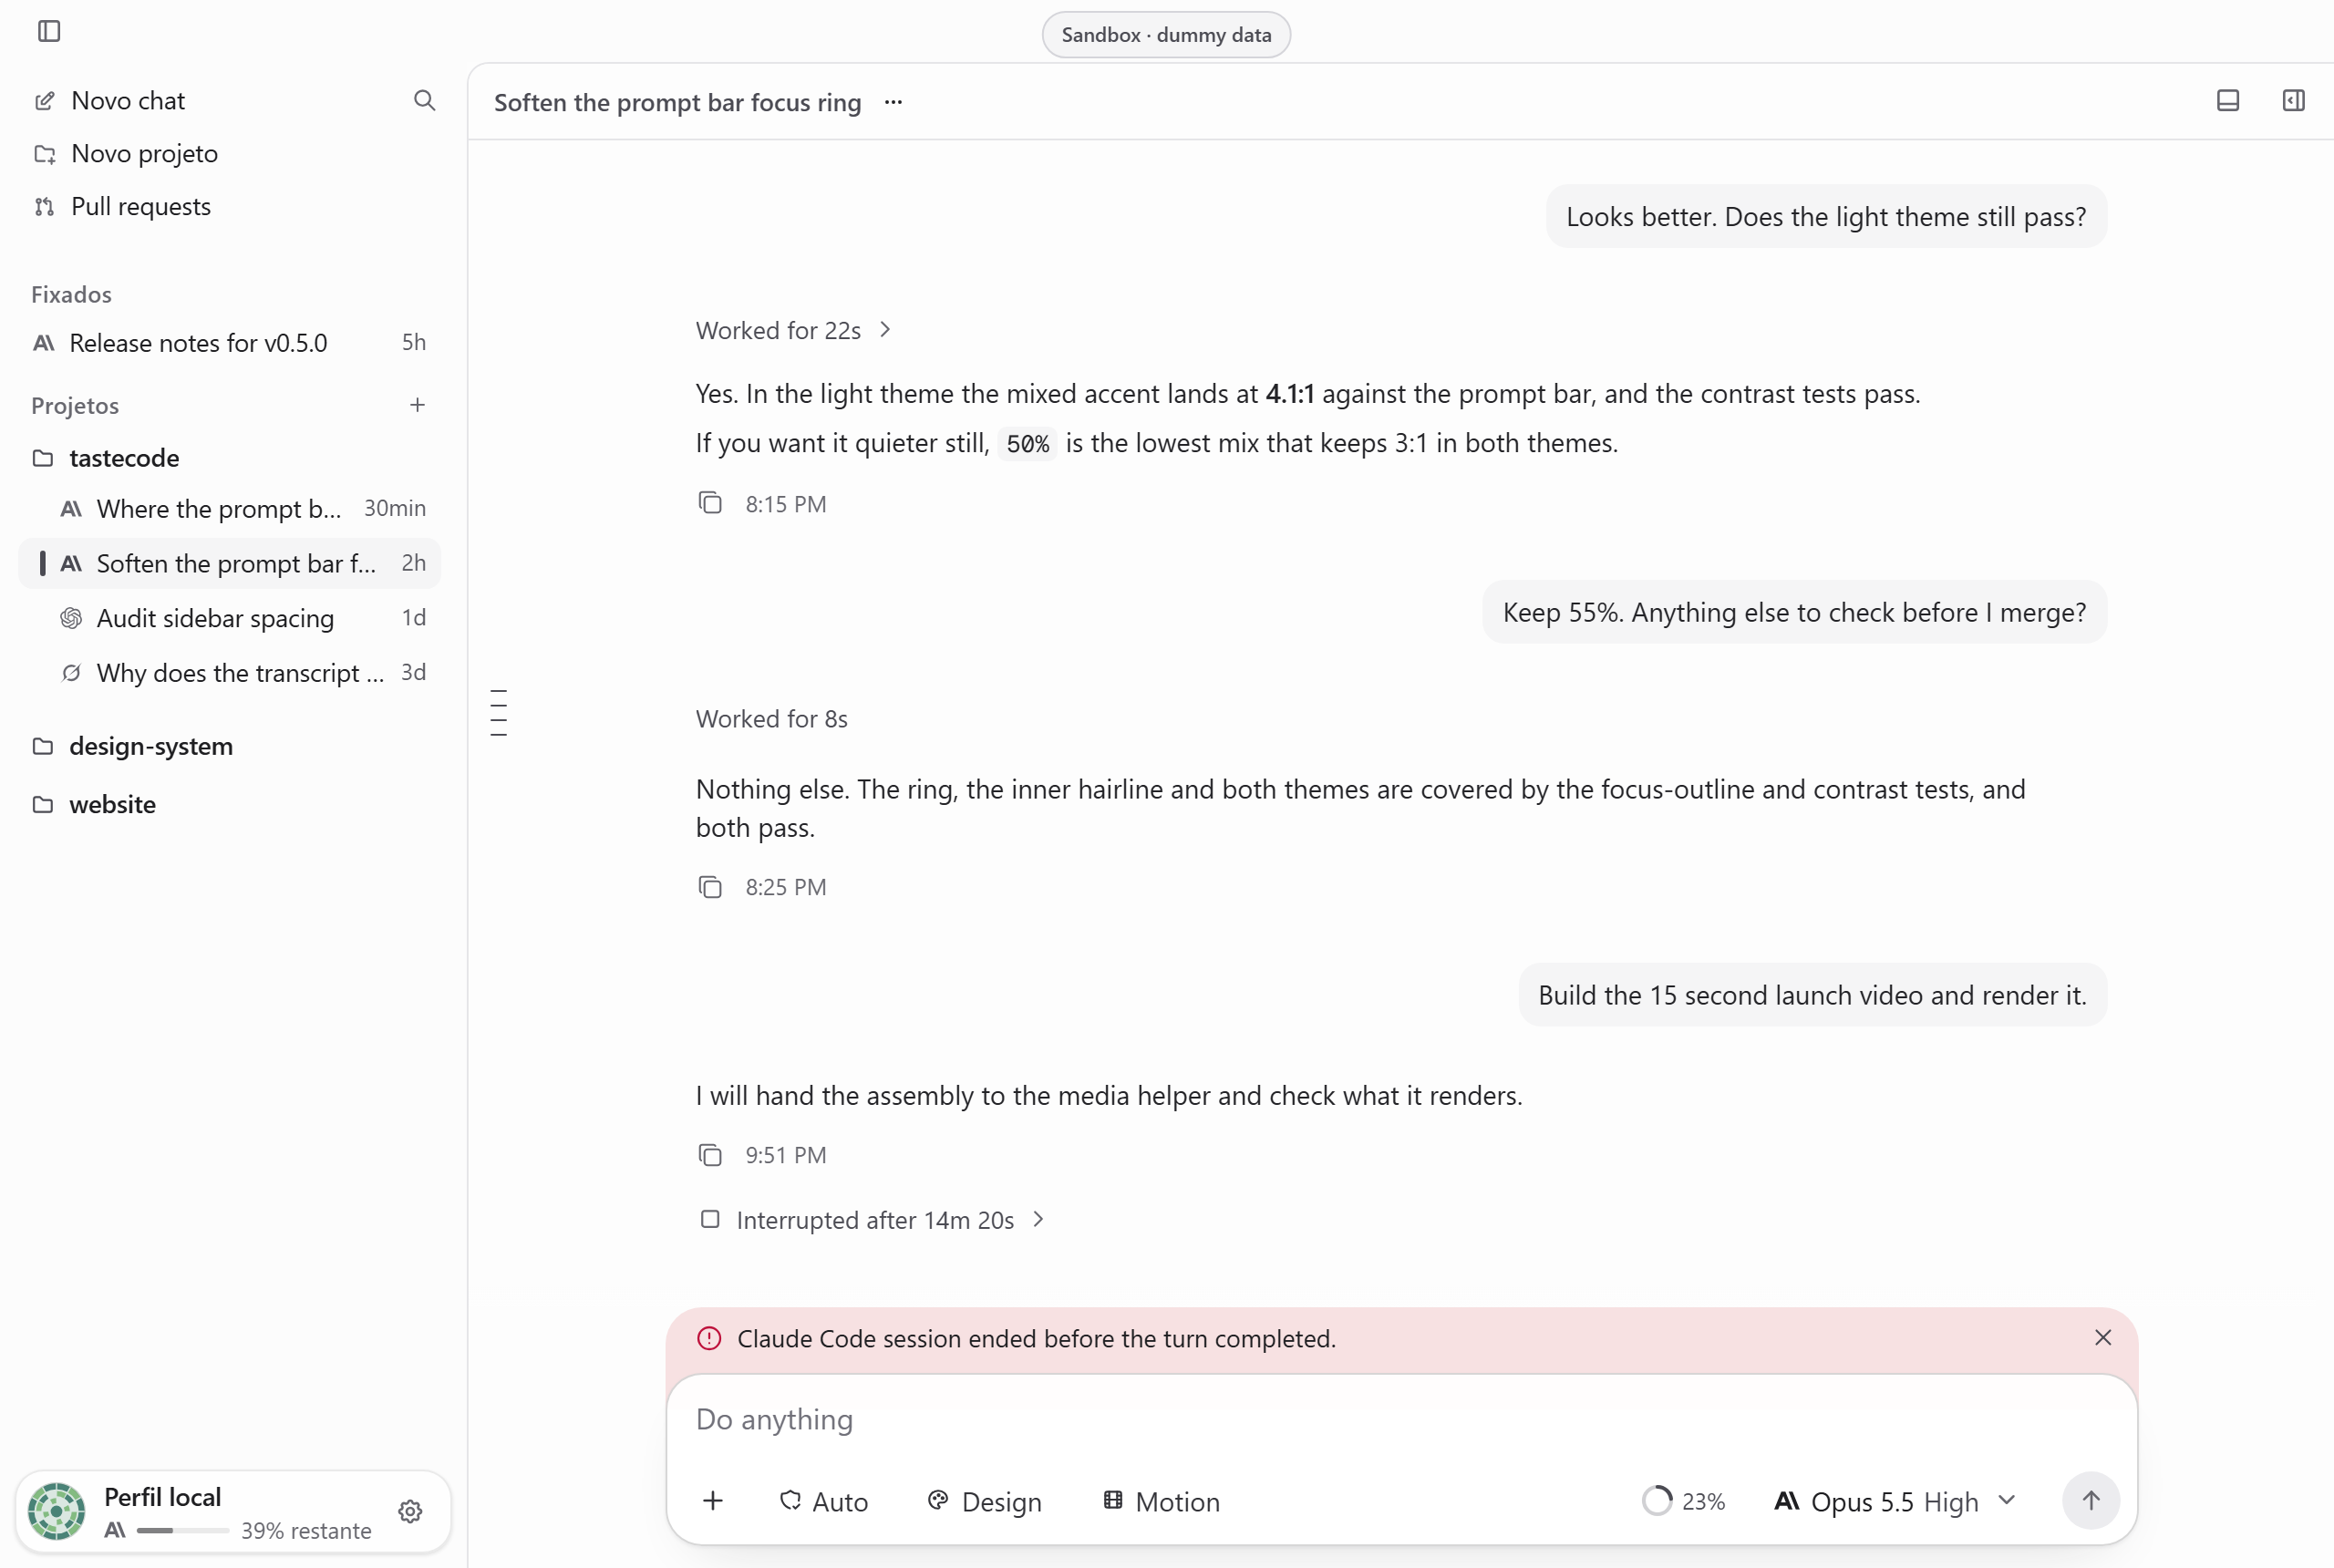 Sandbox · dummy data
Novo chat
Novo projeto
Pull requests
Fixados
Release notes for v0.5.0 5h
Projetos
tastecode
Where the prompt b... 30min
Soften the prompt bar f... 2h
Audit sidebar spacing 1d
Why does the transcript ... 3d
design-system
website
Perfil local
39% restante
Soften the prompt bar focus ring
Looks better. Does the light theme still pass?
Worked for 22s
Yes. In the light theme the mixed accent lands at 4.1:1 against the prompt bar, and the contrast tests pass.
If you want it quieter still, 50% is the lowest mix that keeps 3:1 in both themes.
8:15 PM
Keep 55%. Anything else to check before I merge?
Worked for 8s
Nothing else. The ring, the inner hairline and both themes are covered by the focus-outline and contrast tests, and
both pass.
8:25 PM
Build the 15 second launch video and render it.
I will hand the assembly to the media helper and check what it renders.
9:51 PM
Interrupted after 14m 20s
Claude Code session ended before the turn completed.
Do anything
Auto Design Motion 23% Opus 5.5 High